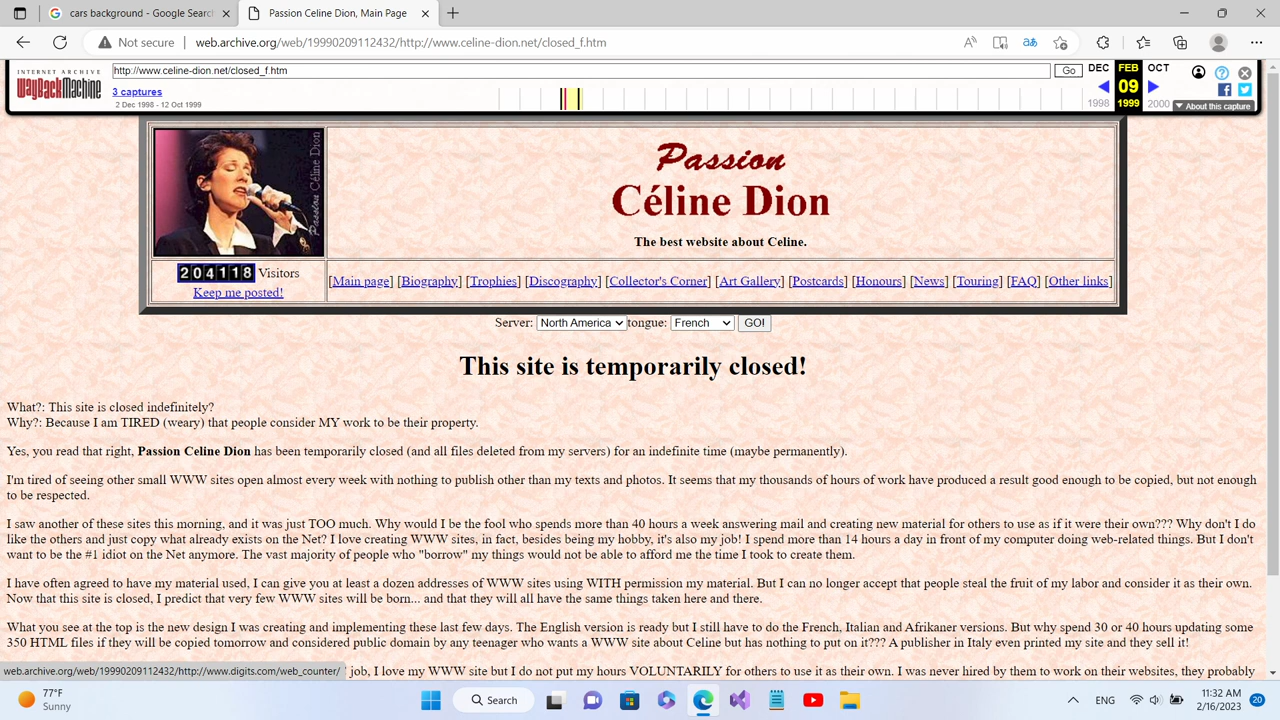 cars background - Google Searc
Passion Celine Dion, Main Page
Not secure
web.archive.org/web/19990209112432/http://www.celine-dion.net/closed_f.htm
INTERNET ARCHIVE
WayBackMachine
http://www.celine-dion.net/closed_f.htm
Go
DEC FEB OCT
3 captures
09
2 Dec 1998 - 12 Oct 1999
1998 1999 2000
About this capture
Passion Céline Dion
Passion
Céline Dion
The best website about Celine.
204118 Visitors
Keep me posted!
[Main page] [Biography] [Trophies] [Discography] [Collector's Corner] [Art Gallery] [Postcards] [Honours] [News] [Touring] [FAQ] [Other links]
Server: North America tongue: French GO!
This site is temporarily closed!
What?: This site is closed indefinitely?
Why?: Because I am TIRED (weary) that people consider MY work to be their property.
Yes, you read that right, Passion Celine Dion has been temporarily closed (and all files deleted from my servers) for an indefinite time (maybe permanently).
I'm tired of seeing other small WWW sites open almost every week with nothing to publish other than my texts and photos. It seems that my thousands of hours of work have produced a result good enough to be copied, but not enough
to be respected.
I saw another of these sites this morning, and it was just TOO much. Why would I be the fool who spends more than 40 hours a week answering mail and creating new material for others to use as if it were their own??? Why don't I do
like the others and just copy what already exists on the Net? I love creating WWW sites, in fact, besides being my hobby, it's also my job! I spend more than 14 hours a day in front of my computer doing web-related things. But I don't
want to be the #1 idiot on the Net anymore. The vast majority of people who "borrow" my things would not be able to afford me the time I took to create them.
I have often agreed to have my material used, I can give you at least a dozen addresses of WWW sites using WITH permission my material. But I can no longer accept that people steal the fruit of my labor and consider it as their own.
Now that this site is closed, I predict that very few WWW sites will be born... and that they will all have the same things taken here and there.
What you see at the top is the new design I was creating and implementing these last few days. The English version is ready but I still have to do the French, Italian and Afrikaner versions. But why spend 30 or 40 hours updating some
350 HTML files if they will be copied tomorrow and considered public domain by any teenager who wants a WWW site about Celine but has nothing to put on it??? A publisher in Italy even printed my site and they sell it!
web.archive.org/web/19990209112432/http://www.digits.com/web_counter/
job, I love my WWW site but I do not put my hours VOLUNTARILY for others to use it as their own. I was never hired by them to work on their websites, they probably
77°F
Sunny
Search
ENG
11:32 AM
2/16/2023
20